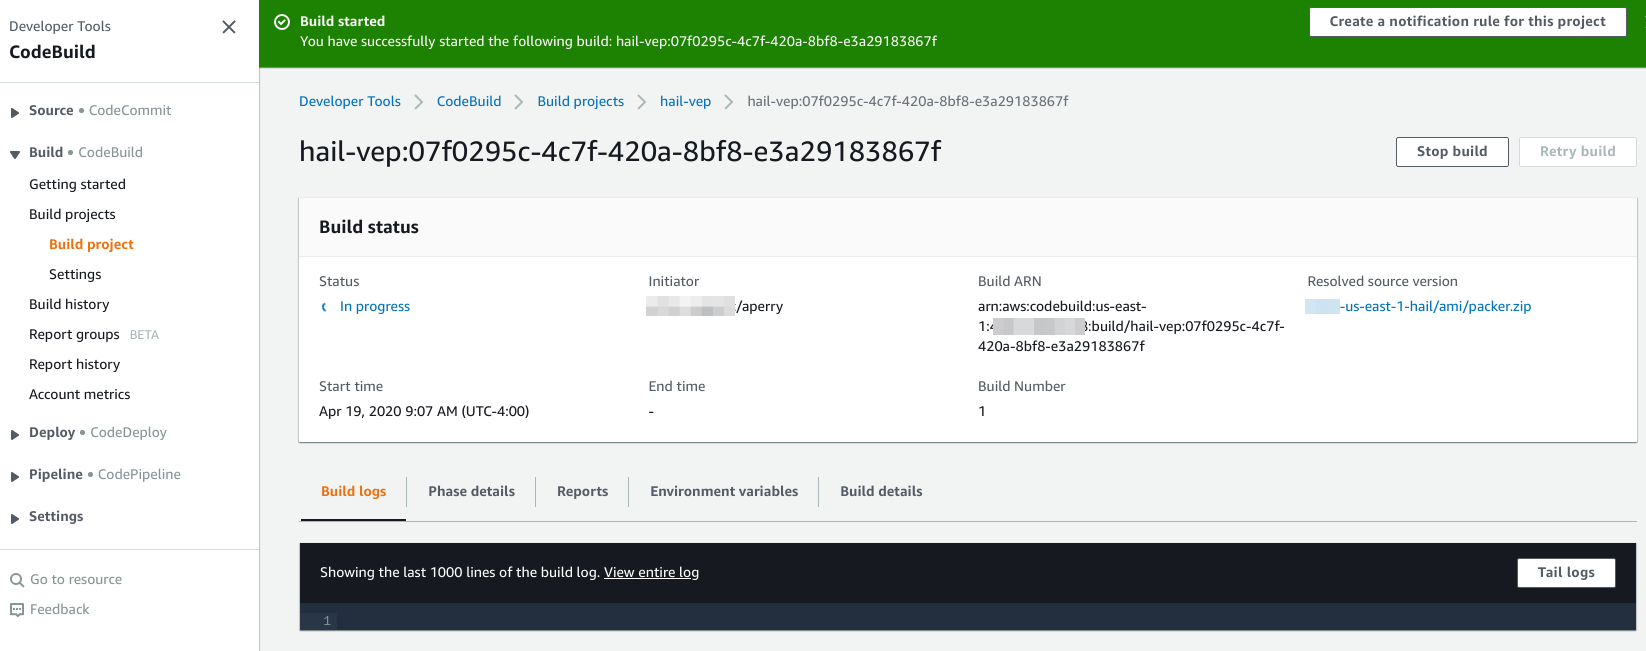 Developer Tools
CodeBuild
Source • CodeCommit
Build • CodeBuild
Getting started
Build projects
Build project
Settings
Build history
Report groups BETA
Report history
Account metrics
Deploy • CodeDeploy
Pipeline • CodePipeline
Settings
Go to resource
Feedback
Build started
You have successfully started the following build: hail-vep:07f0295c-4c7f-420a-8bf8-e3a29183867f
Create a notification rule for this project
Developer Tools
CodeBuild
Build projects
hail-vep
hail-vep:07f0295c-4c7f-420a-8bf8-e3a29183867f
hail-vep:07f0295c-4c7f-420a-8bf8-e3a29183867f
Stop build
Retry build
Build status
Status
In progress
Initiator
/aperry
Build ARN
arn:aws:codebuild:us-east-
1:
:build/hail-vep:07f0295c-4c7f-
420a-8bf8-e3a29183867f
Resolved source version
-us-east-1-hail/ami/packer.zip
Start time
Apr 19, 2020 9:07 AM (UTC-4:00)
End time
-
Build Number
1
Build logs
Phase details
Reports
Environment variables
Build details
Showing the last 1000 lines of the build log. View entire log
Tail logs
1